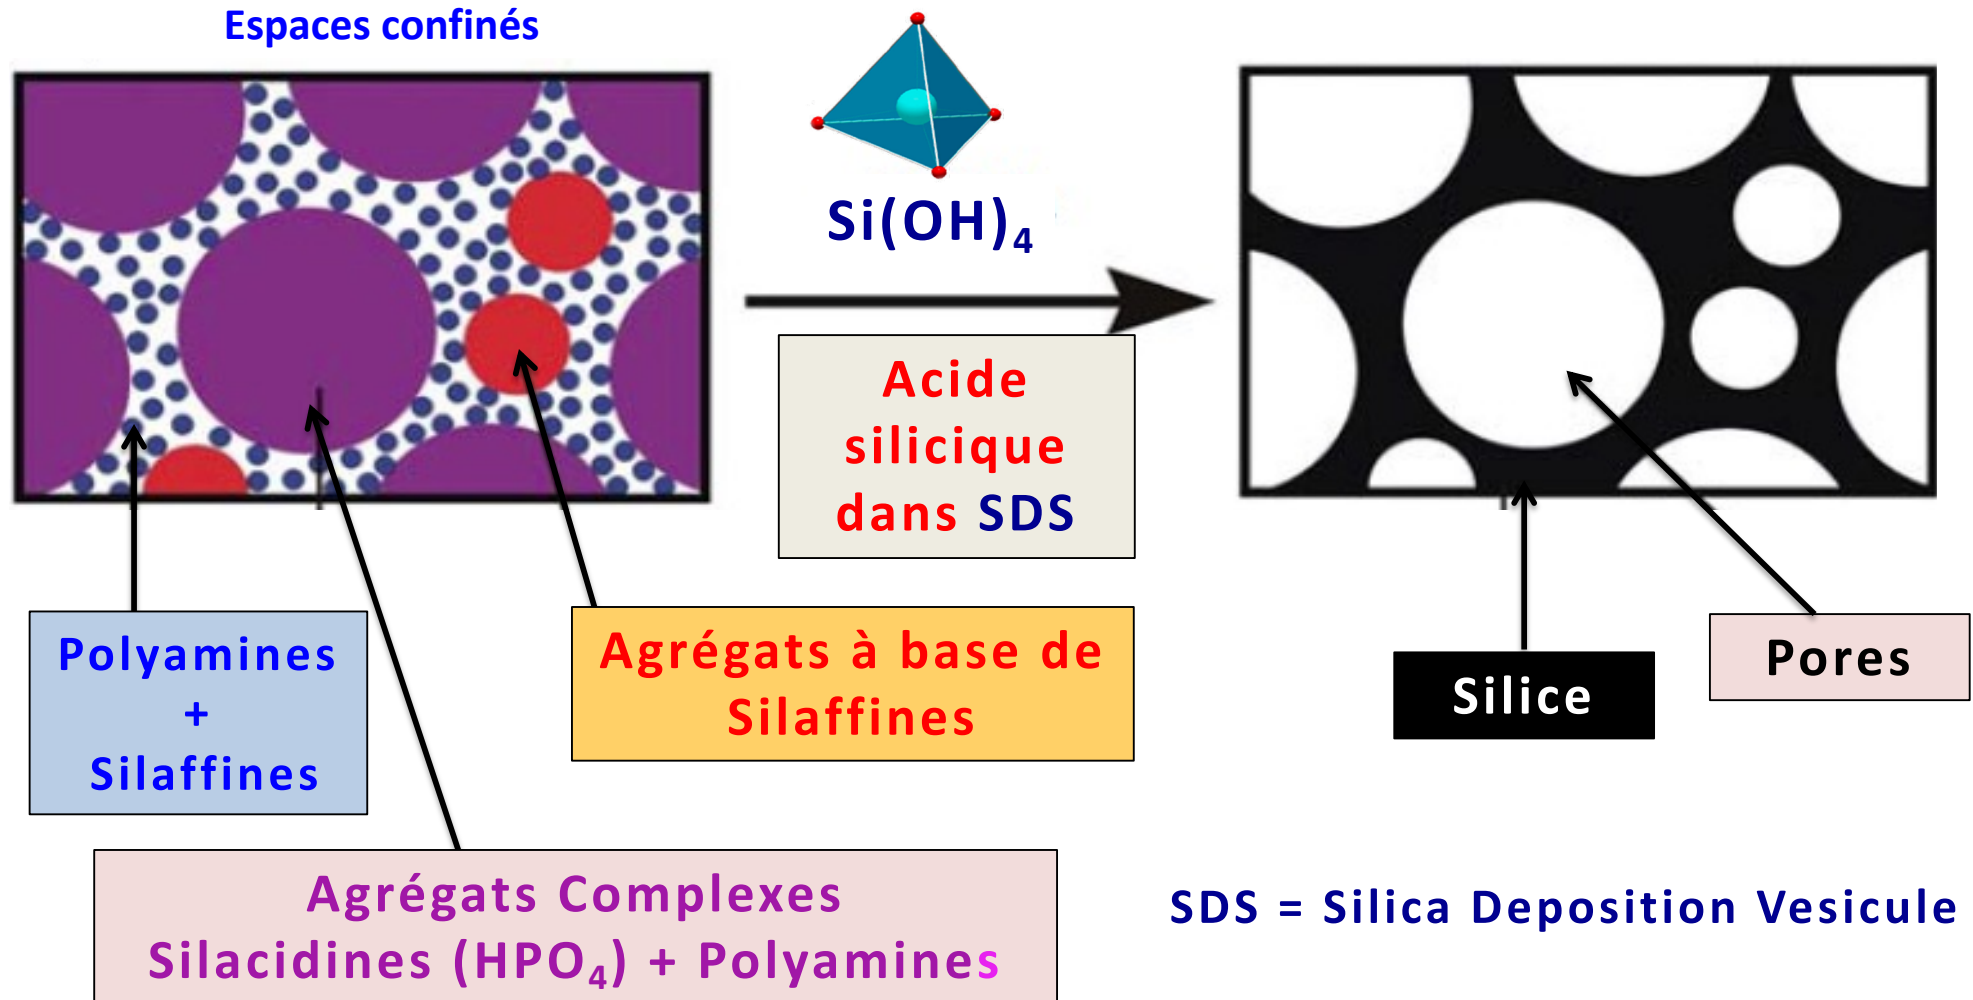 Espaces confinés
Si(OH)₄
Acide
silicique
dans SDS
Polyamines
+
Silaffines
Agrégats à base de
Silaffines
Silice
Pores
Agrégats Complexes
Silacidines (HPO₄) + Polyamines
SDS = Silica Deposition Vesicule